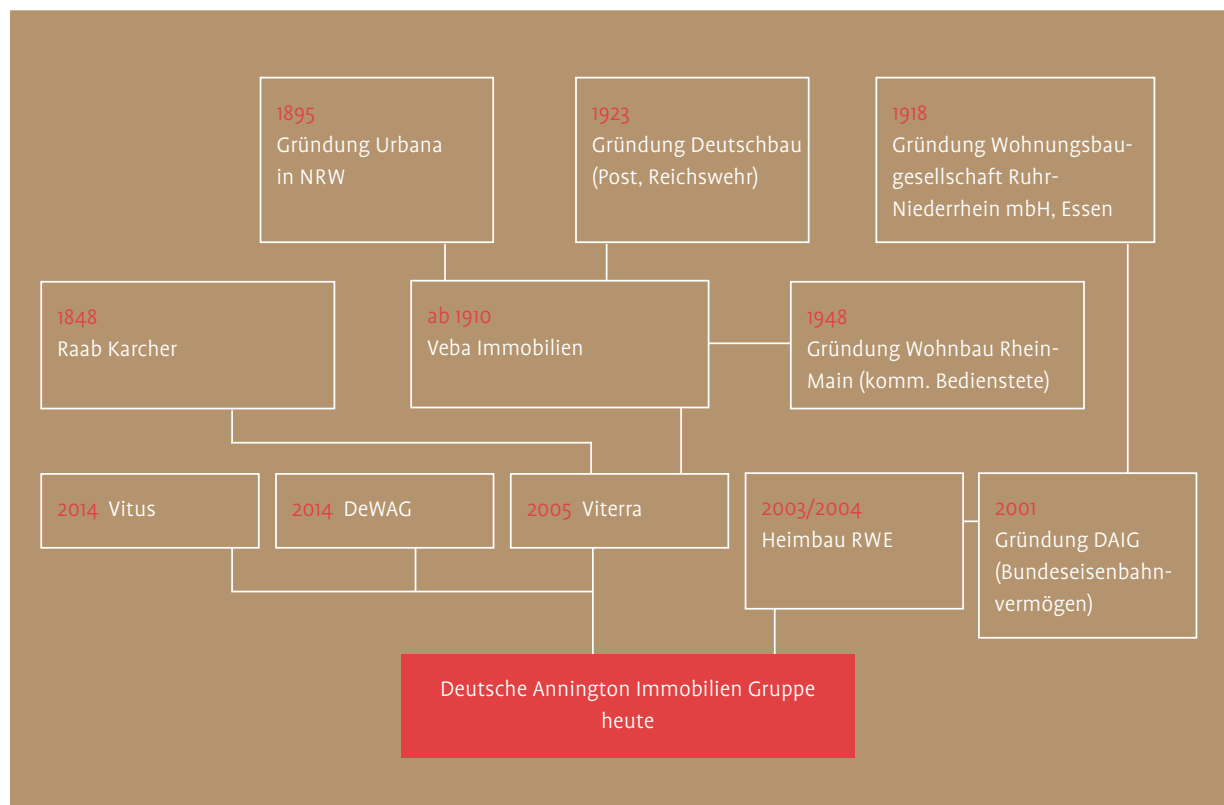 1895
Gründung Urbana
in NRW
1923
Gründung Deutschbau
(Post, Reichswehr)
1918
Gründung Wohnungsbau-
gesellschaft Ruhr-
Niederrhein mbH, Essen
1848
Raab Karcher
ab 1910
Veba Immobilien
1948
Gründung Wohnbau Rhein-
Main (komm. Bedienstete)
2014 Vitus
2014 DeWAG
2005 Viterra
2003/2004
Heimbau RWE
2001
Gründung DAIG
(Bundeseisenbahn-
vermögen)
Deutsche Annington Immobilien Gruppe
heute